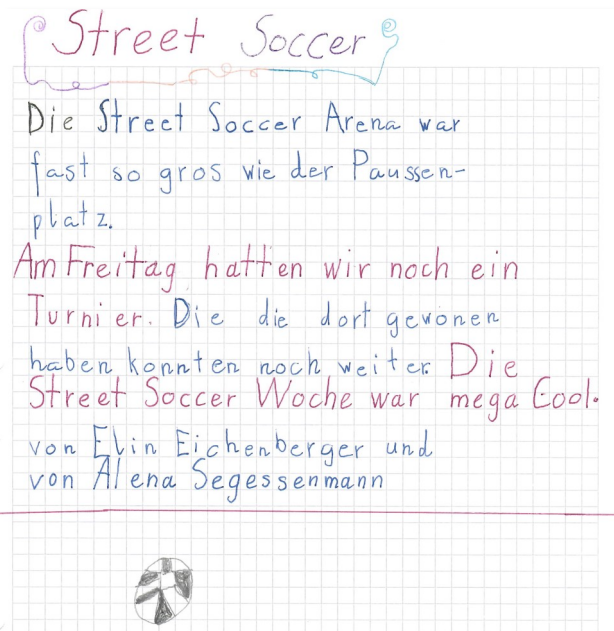 Street Soccer
Die Street Soccer Arena war
fast so gros wie der Paussen-
platz.
Am Freitag hatten wir noch ein
Turnier. Die die dort gewonen
haben konnten noch weiter. Die
Street Soccer Woche war mega Cool.
von Elin Eichenberger und
von Alena Segessenmann